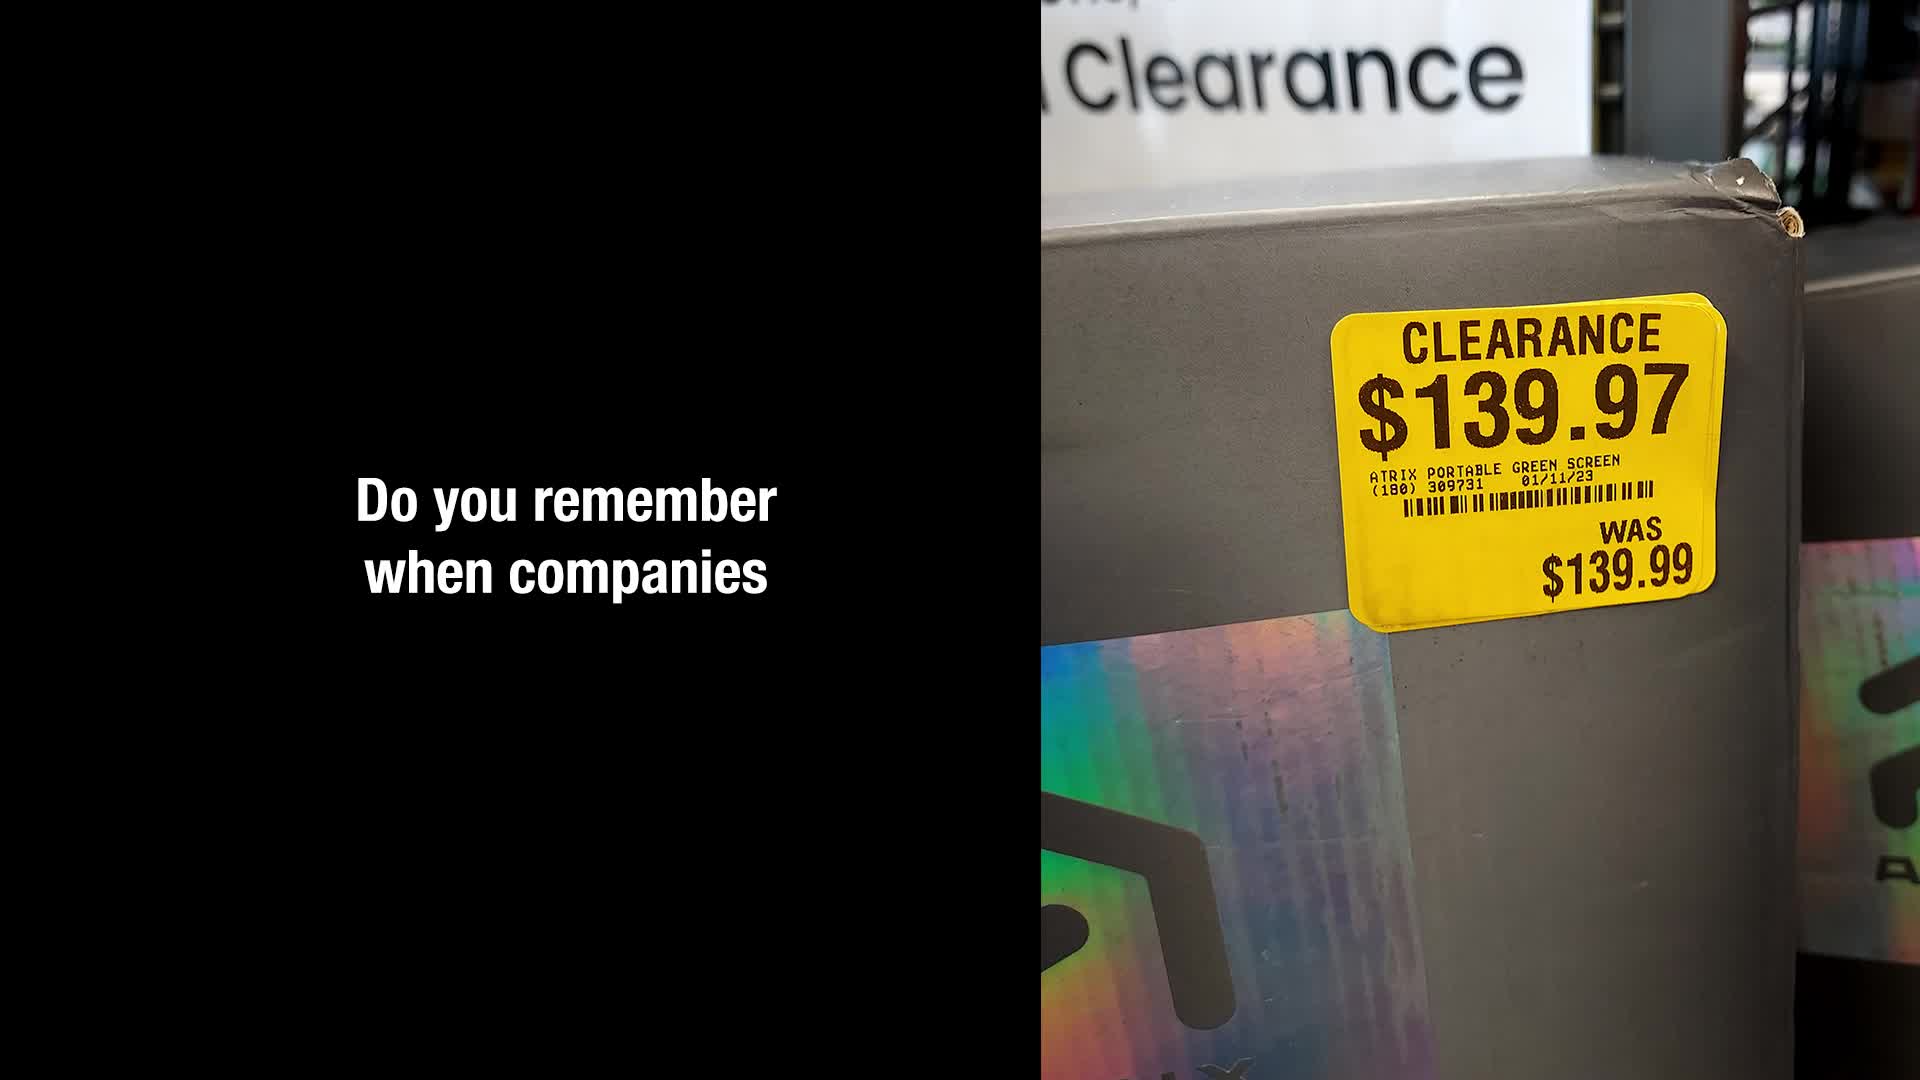 Do you remember
when companies
Clearance
CLEARANCE
$139.97
ATRIX PORTABLE GREEN SCREEN
(180) 309731 01/11/23
WAS
$139.99